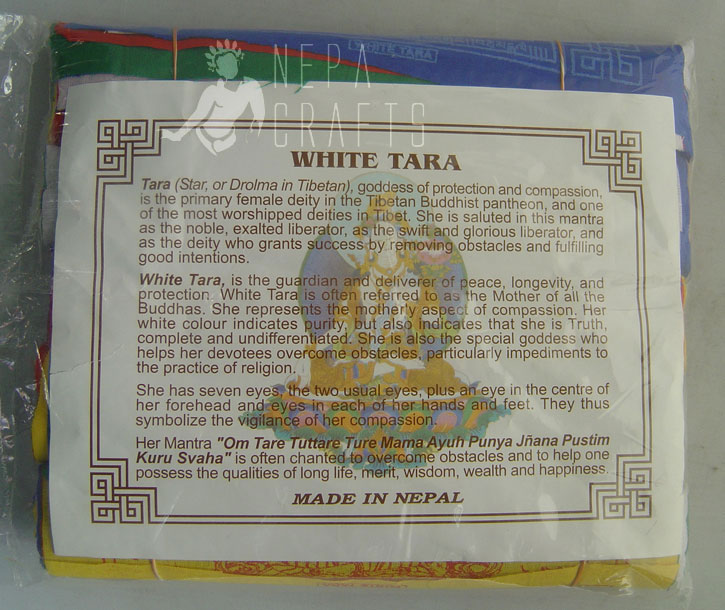 WHITE TARA
NEPA
CRAFTS
WHITE TARA
Tara (Star, or Drolma in Tibetan), goddess of protection and compassion,
is the primary female deity in the Tibetan Buddhist pantheon, and one
of the most worshipped deities in Tibet. She is saluted in this mantra
as the noble, exalted liberator, as the swift and glorious liberator, and
as the deity who grants success by removing obstacles and fulfilling
good intentions.
White Tara, is the guardian and deliverer of peace, longevity, and
protection. White Tara is often referred to as the Mother of all the
Buddhas. She represents the motherly aspect of compassion. Her
white colour indicates purity, but also indicates that she is Truth,
complete and undifferentiated. She is also the special goddess who
helps her devotees overcome obstacles, particularly impediments to
the practice of religion.
She has seven eyes, the two usual eyes, plus an eye in the centre of
her forehead and eyes in each of her hands and feet. They thus
symbolize the vigilance of her compassion.
Her Mantra "Om Tare Tuttare Ture Mama Ayuh Punya Jñana Pustim
Kuru Svaha" is often chanted to overcome obstacles and to help one
possess the qualities of long life, merit, wisdom, wealth and happiness.
MADE IN NEPAL